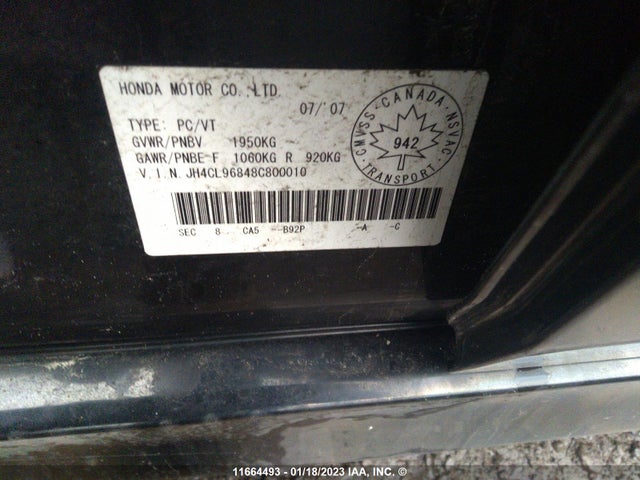 HONDA MOTOR CO., LTD.
07/'07
TYPE: PC/VT
GVWR/PNBV 1950KG
GAWR/PNBE-F 1060KG R 920KG
V.I.N. JH4CL96848C800010
CMVSS - CANADA - NSVAC
942
TRANSPORT
SEC 8 CA5 -B92P -A -C
11664493 - 01/18/2023 IAA, INC. ©